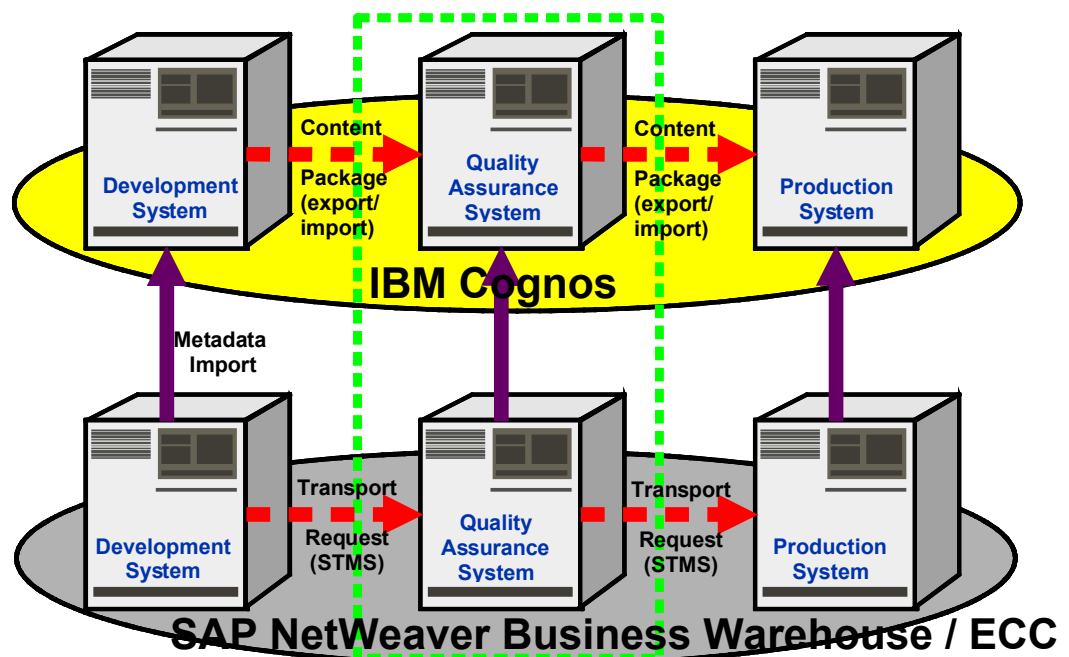 Content
Package
(export/
import)
Content
Package
(export/
import)
Development
System
Quality
Assurance
System
Production
System
IBM Cognos
Metadata
Import
Transport
Request
(STMS)
Transport
Request
(STMS)
Development
System
Quality
Assurance
System
Production
System
SAP NetWeaver Business Warehouse / ECC